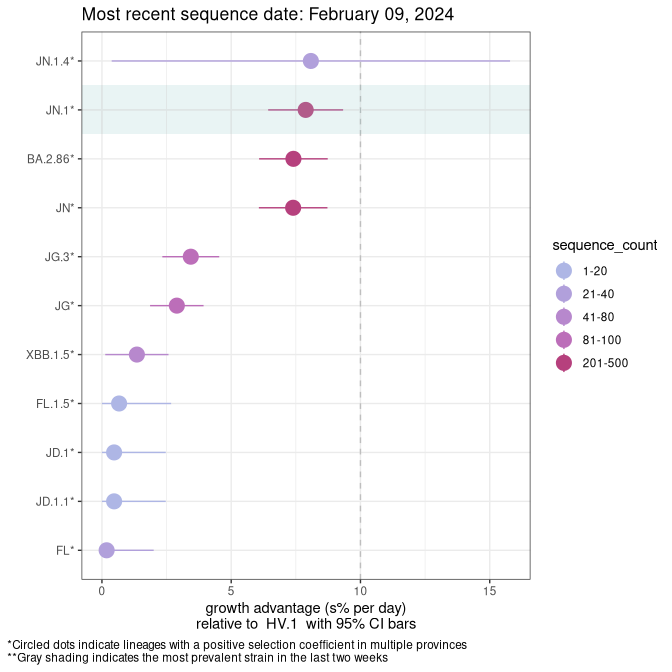 Most recent sequence date: February 09, 2024
JN.1.4*
JN.1*
BA.2.86*
JN*
JG.3*
JG*
XBB.1.5*
FL.1.5*
JD.1*
JD.1.1*
FL*
0 5 10 15
growth advantage (s% per day)
relative to HV.1 with 95% CI bars
sequence_count
1-20
21-40
41-80
81-100
201-500
*Circled dots indicate lineages with a positive selection coefficient in multiple provinces
**Gray shading indicates the most prevalent strain in the last two weeks